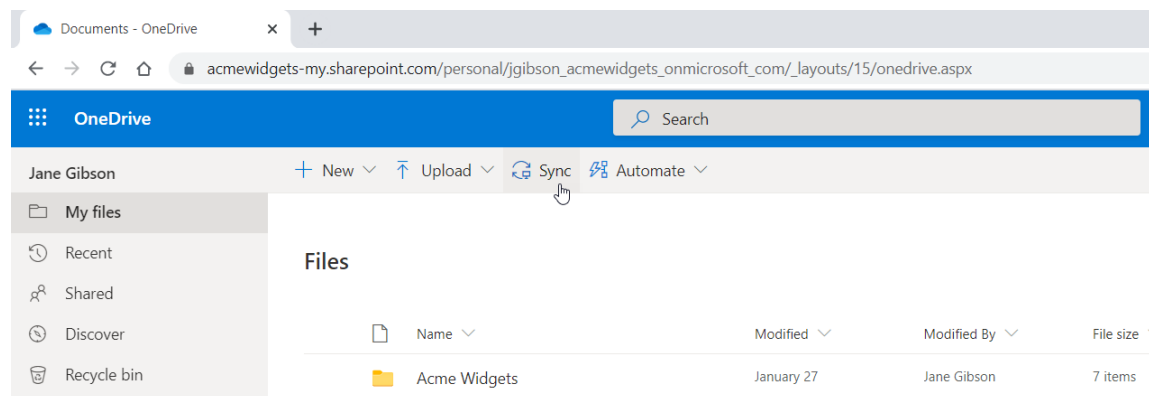 Documents - OneDrive
acmewidgets-my.sharepoint.com/personal/jgibson_acmewidgets_onmicrosoft_com/_layouts/15/onedrive.aspx
OneDrive Search
Jane Gibson
New Upload Sync Automate
My files
Recent
Shared
Discover
Recycle bin
Files
Name Modified Modified By File size
Acme Widgets January 27 Jane Gibson 7 items